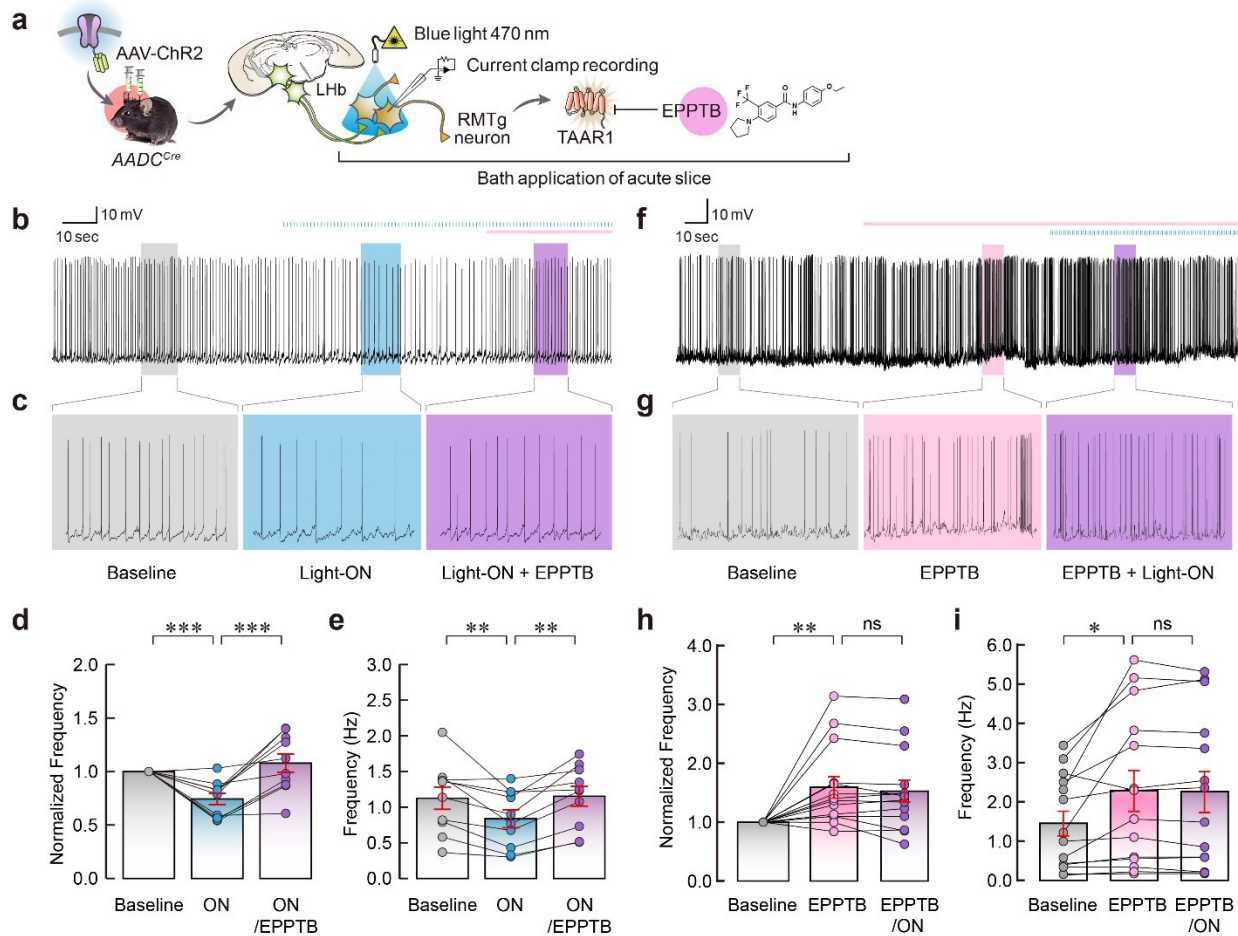 a
AAV-ChR2
AADC^Cre
LHb
Blue light 470 nm
Current clamp recording
RMTg
neuron
TAAR1
EPPTB
F
F
F
N
O
N
H
O
Bath application of acute slice
b
10 mV
10 sec
f
10 mV
10 sec
c
Baseline
Light-ON
Light-ON + EPPTB
g
Baseline
EPPTB
EPPTB + Light-ON
d
***
***
Normalized Frequency
2.0
1.5
1.0
0.5
0.0
Baseline
ON
ON
/EPPTB
e
**
**
Frequency (Hz)
3.0
2.5
2.0
1.5
1.0
0.5
0.0
Baseline
ON
ON
/EPPTB
h
**
ns
Normalized Frequency
4.0
3.0
2.0
1.0
0.0
Baseline
EPPTB
EPPTB
/ON
i
*
ns
Frequency (Hz)
6.0
5.0
4.0
3.0
2.0
1.0
0.0
Baseline
EPPTB
EPPTB
/ON